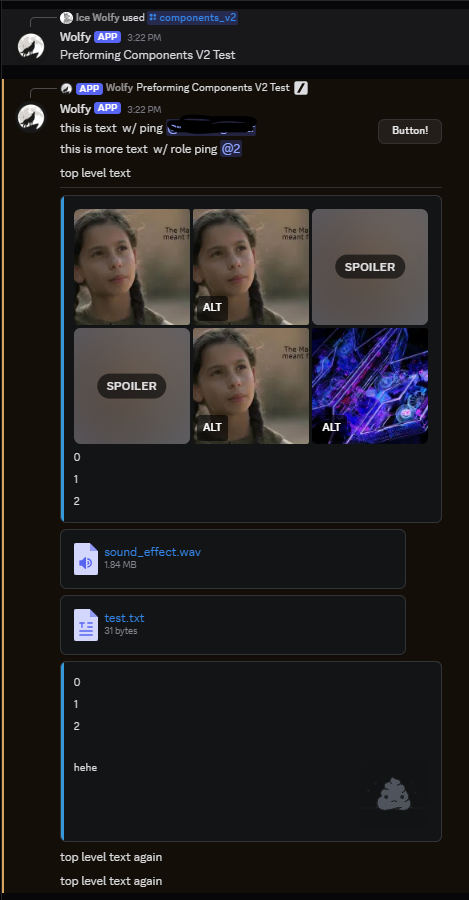 Ice Wolfy used components_v2
Wolfy APP 3:22 PM
Preforming Components V2 Test
APP Wolfy Preforming Components V2 Test
Wolfy APP 3:22 PM
this is text w/ ping
Button!
this is more text w/ role ping @2
top level text
The Ma
meant f
The Ma
meant f
ALT
SPOILER
SPOILER
The Ma
meant f
ALT
ALT
0
1
2
sound_effect.wav
1.84 MB
test.txt
31 bytes
0
1
2
hehe
top level text again
top level text again